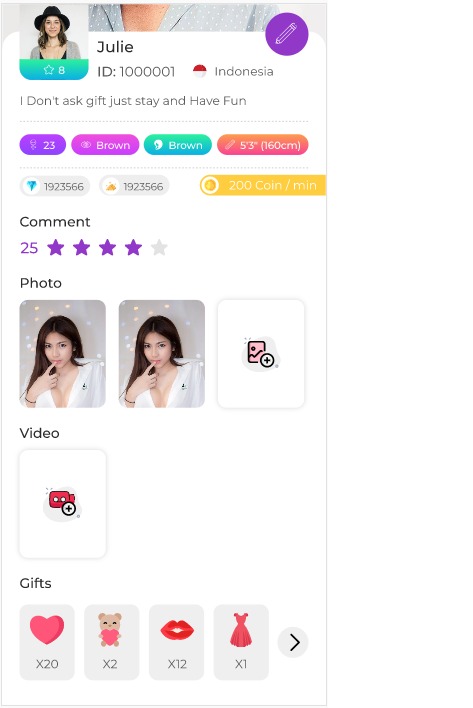 Julie
8
ID: 1000001 Indonesia
I Don't ask gift just stay and Have Fun
23 Brown Brown 5'3" (160cm)
1923566 1923566 200 Coin / min
Comment
25
Photo
Video
Gifts
X20 X2 X12 X1